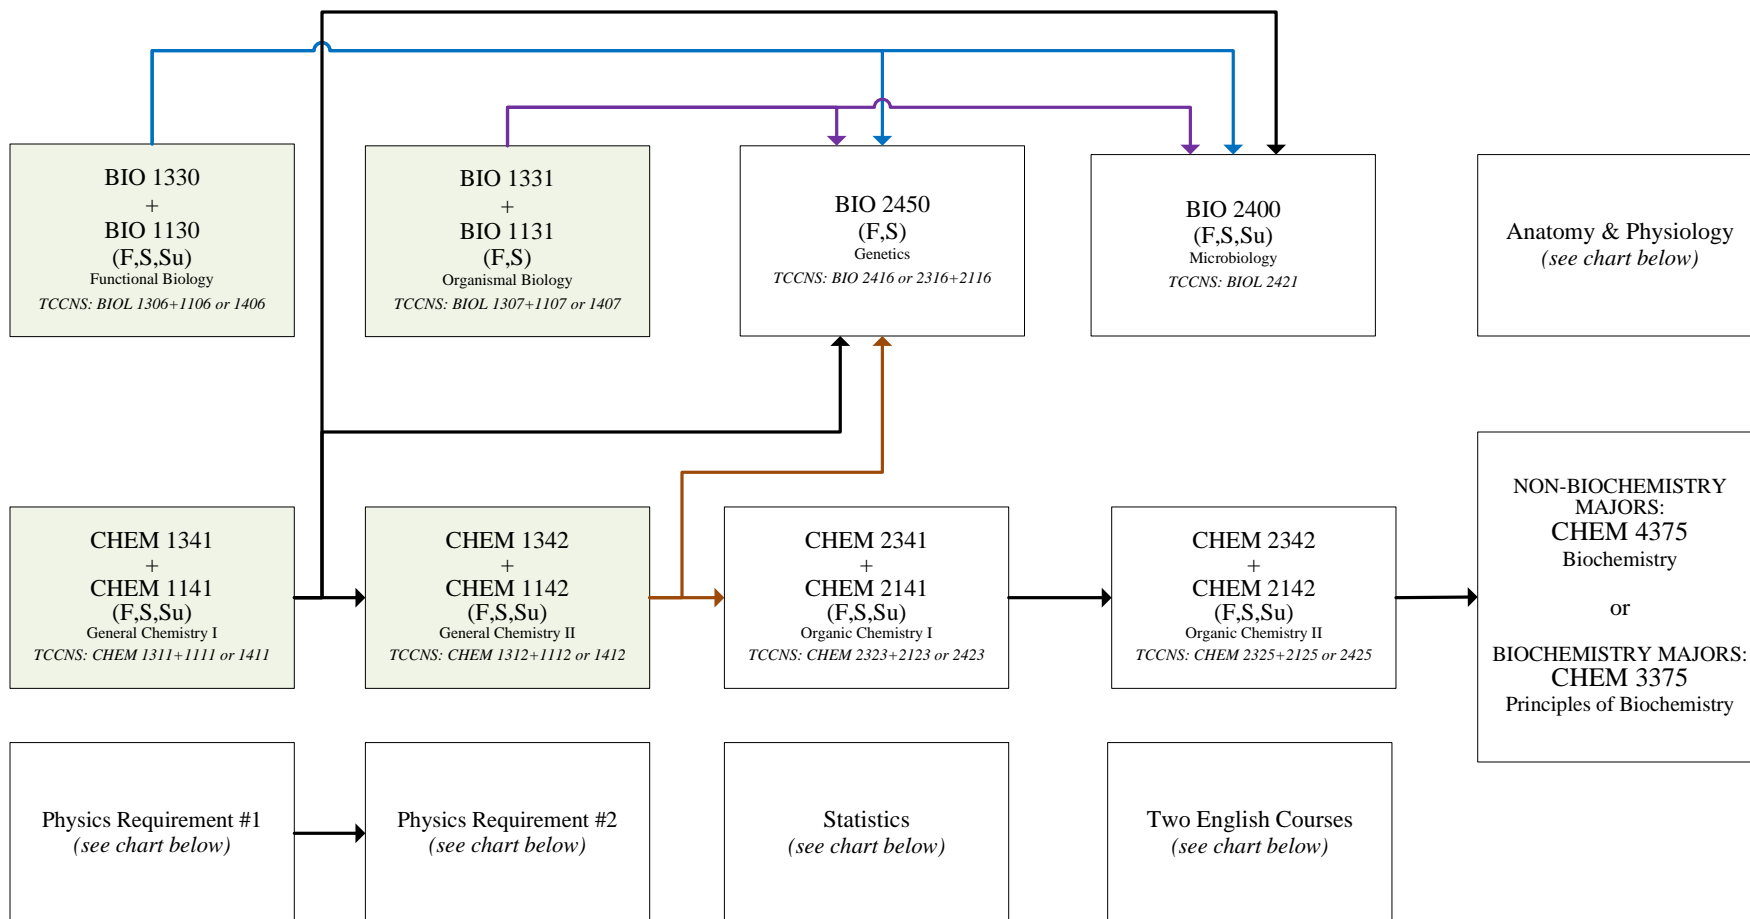 BIO 1330
+
BIO 1130
(F,S,Su)
Functional Biology
TCCNS: BIOL 1306+1106 or 1406
BIO 1331
+
BIO 1131
(F,S)
Organismal Biology
TCCNS: BIOL 1307+1107 or 1407
BIO 2450
(F,S)
Genetics
TCCNS: BIO 2416 or 2316+2116
BIO 2400
(F,S,Su)
Microbiology
TCCNS: BIOL 2421
Anatomy & Physiology
(see chart below)
CHEM 1341
+
CHEM 1141
(F,S,Su)
General Chemistry I
TCCNS: CHEM 1311+1111 or 1411
CHEM 1342
+
CHEM 1142
(F,S,Su)
General Chemistry II
TCCNS: CHEM 1312+1112 or 1412
CHEM 2341
+
CHEM 2141
(F,S,Su)
Organic Chemistry I
TCCNS: CHEM 2323+2123 or 2423
CHEM 2342
+
CHEM 2142
(F,S,Su)
Organic Chemistry II
TCCNS: CHEM 2325+2125 or 2425
NON-BIOCHEMISTRY
MAJORS:
CHEM 4375
Biochemistry
or
BIOCHEMISTRY MAJORS:
CHEM 3375
Principles of Biochemistry
Physics Requirement #1
(see chart below)
Physics Requirement #2
(see chart below)
Statistics
(see chart below)
Two English Courses
(see chart below)